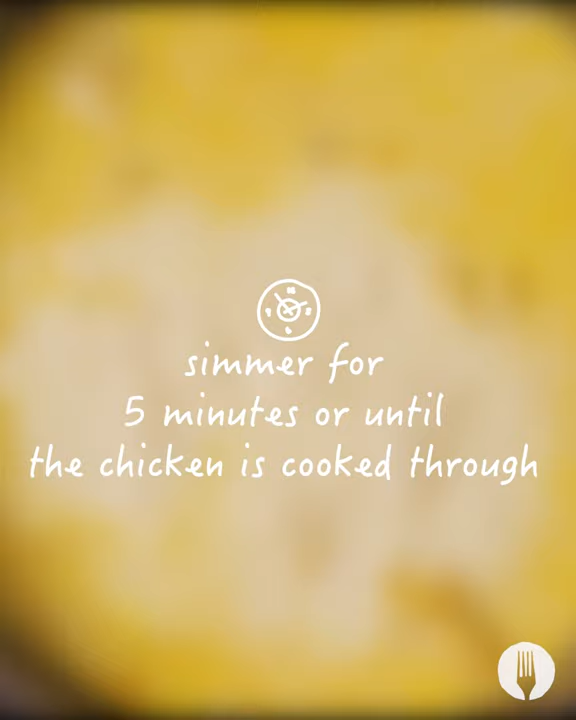 simmer for
5 minutes or until
the chicken is cooked through